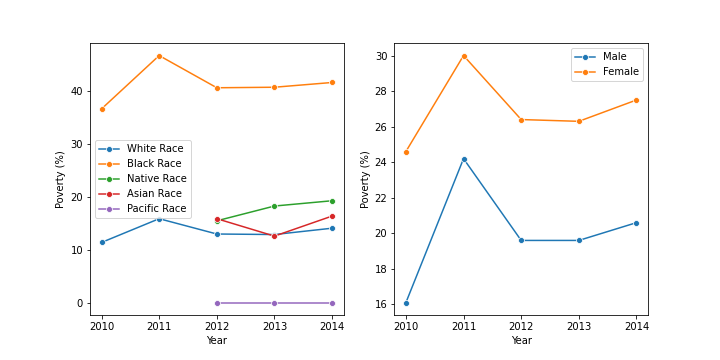 Poverty (%)
40
30
20
10
0
White Race
Black Race
Native Race
Asian Race
Pacific Race
2010 2011 2012 2013 2014
Year
Poverty (%)
30
28
26
24
22
20
18
16
Male
Female
2010 2011 2012 2013 2014
Year